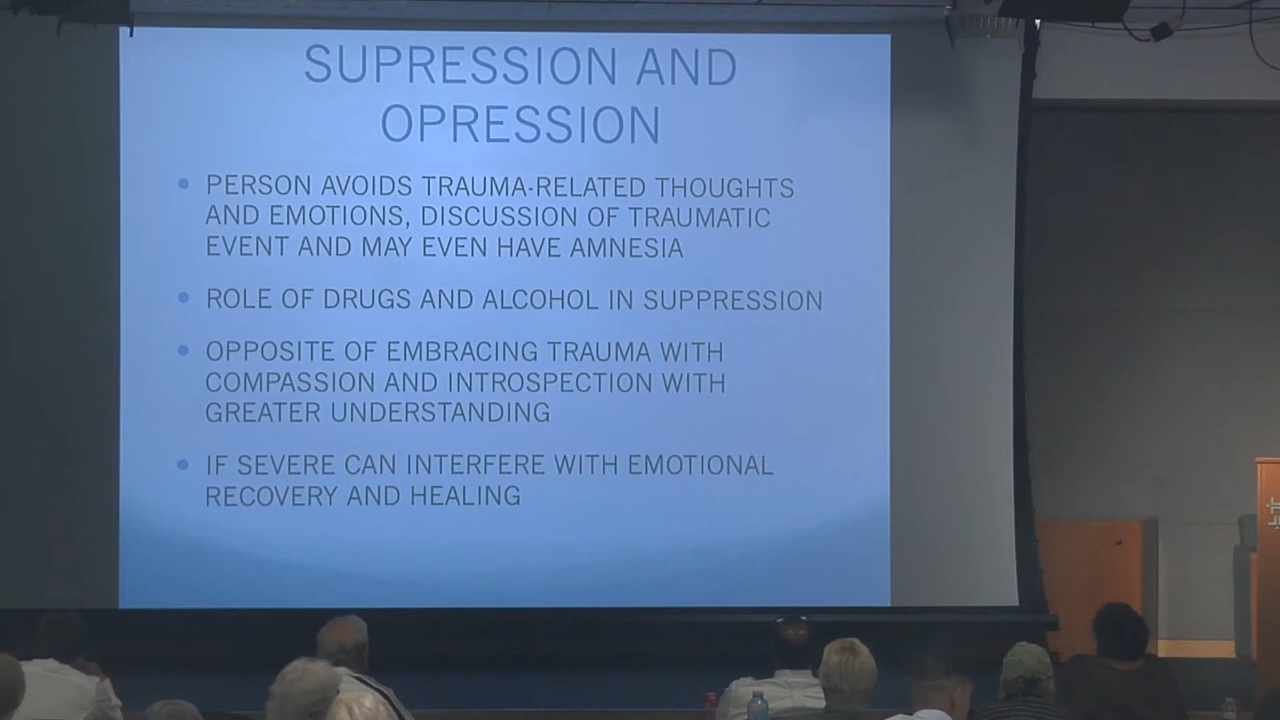 SUPRESSION AND
OPRESSION
• PERSON AVOIDS TRAUMA-RELATED THOUGHTS
AND EMOTIONS, DISCUSSION OF TRAUMATIC
EVENT AND MAY EVEN HAVE AMNESIA
• ROLE OF DRUGS AND ALCOHOL IN SUPPRESSION
• OPPOSITE OF EMBRACING TRAUMA WITH
COMPASSION AND INTROSPECTION WITH
GREATER UNDERSTANDING
• IF SEVERE CAN INTERFERE WITH EMOTIONAL
RECOVERY AND HEALING